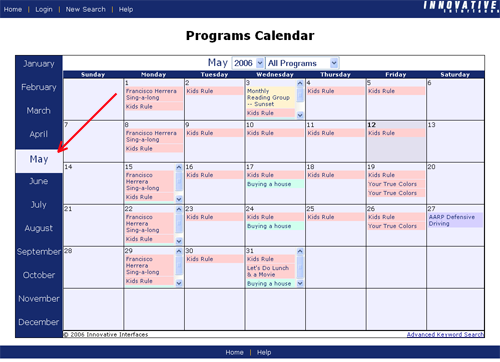 Home | Login | New Search | Help
INNOVATIVE
Interfaces
Programs Calendar
May 2006 All Programs
January
February
March
April
May
June
July
August
September
October
November
December
Sunday Monday Tuesday Wednesday Thursday Friday Saturday
1 2 3 4 5 6
Francisco Herrera
Sing-a-long
Kids Rule
Kids Rule
Monthly
Reading Group
-- Sunset
Kids Rule
Kids Rule
Kids Rule
7 8 9 10 11 12 13
Francisco Herrera
Sing-a-long
Kids Rule
Kids Rule
Kids Rule
Kids Rule
Kids Rule
14 15 16 17 18 19 20
Francisco
Herrera
Sing-a-long
Kids Rule
Kids Rule
Kids Rule
Buying a house
Kids Rule
Kids Rule
Your True Colors
21 22 23 24 25 26 27
Francisco
Herrera
Sing-a-long
Kids Rule
Kids Rule
Kids Rule
Buying a house
Kids Rule
Kids Rule
Your True Colors
AARP Defensive
Driving
28 29 30 31
Francisco
Herrera
Sing-a-long
Kids Rule
Kids Rule
Kids Rule
Let's Do Lunch
& a Movie
Buying a house
© 2006 Innovative Interfaces
Advanced Keyword Search
Home | Help